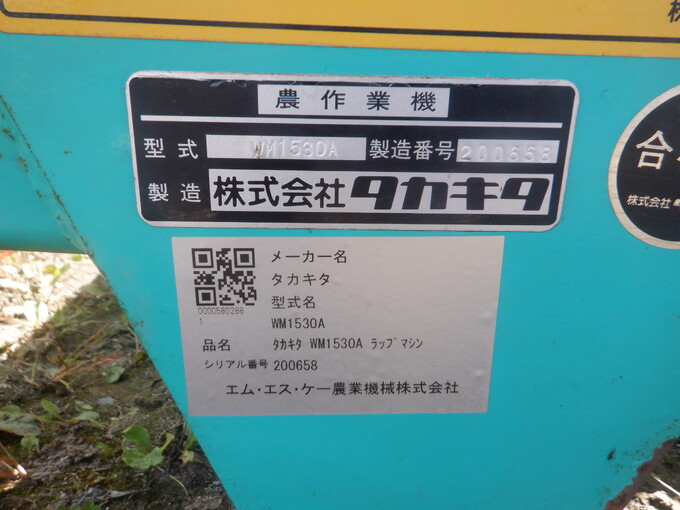 農作業機
型式 WM1530A 製造番号 200658
製造 株式会社 タカキタ
合
株式会社
メーカー名
タカキタ
型式名
WM1530A
0000580288
1
品名 ﾀｶｷﾀ WM1530A ﾗｯﾌﾟﾏｼﾝ
シリアル番号 200658
エム・エス・ケー農業機械株式会社